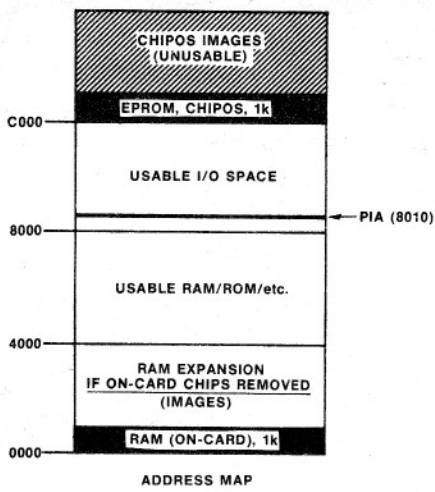 CHIPOS IMAGES
(UNUSABLE)
EPROM, CHIPOS, 1k
C000
USABLE I/O SPACE
PIA (8010)
8000
USABLE RAM/ROM/etc.
4000
RAM EXPANSION
IF ON-CARD CHIPS REMOVED
(IMAGES)
RAM (ON-CARD), 1k
0000
ADDRESS MAP